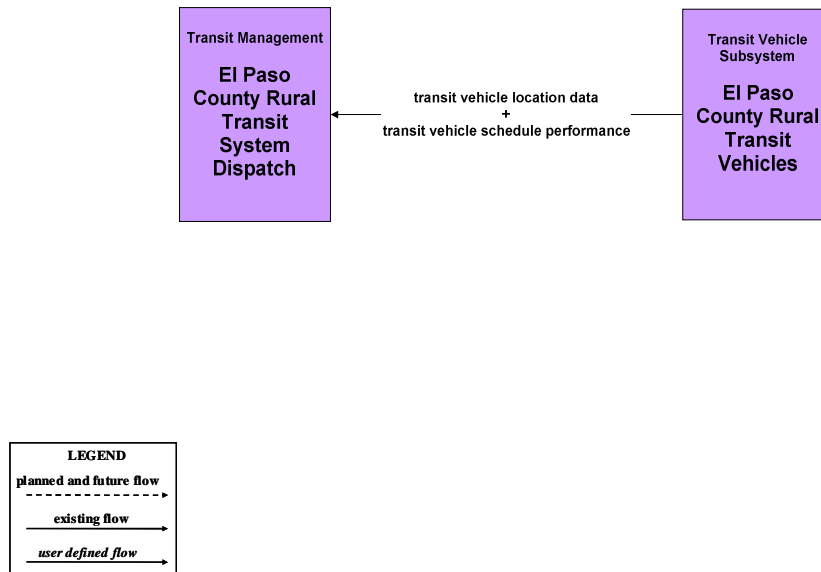 Transit Management
El Paso
County Rural
Transit
System
Dispatch
transit vehicle location data
+
transit vehicle schedule performance
Transit Vehicle
Subsystem
El Paso
County Rural
Transit
Vehicles
LEGEND
planned and future flow
existing flow
user defined flow